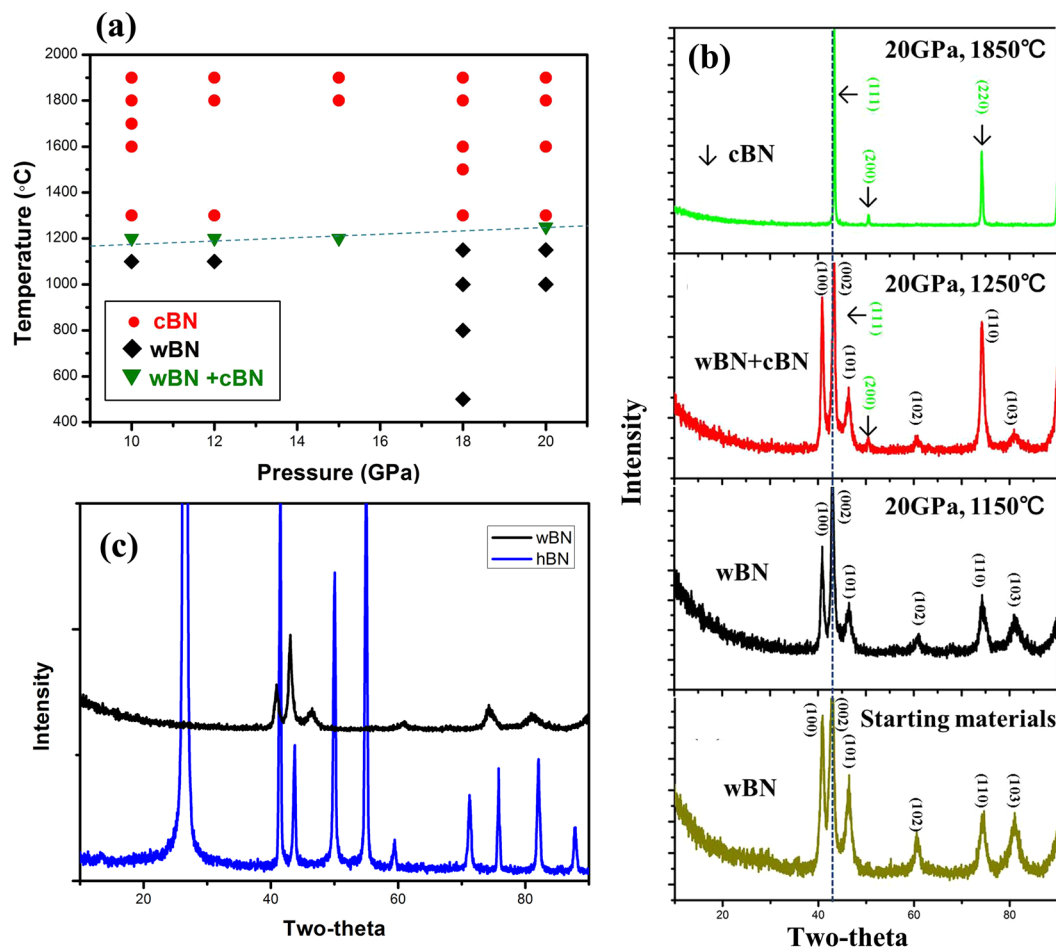 (a)
2000
1800
1600
1400
1200
1000
800
600
400
Temperature (°C)
cBN
wBN
wBN +cBN
10 12 14 16 18 20
Pressure (GPa)
(b)
20GPa, 1850℃
(111)
(200)
(220)
cBN
20GPa, 1250℃
(100)
(002)
(111)
(101)
(200)
(102)
(110)
(103)
wBN+cBN
20GPa, 1150℃
(100)
(002)
(101)
(102)
(110)
(103)
wBN
Starting materials
(100)
(002)
(101)
(102)
(110)
(103)
wBN
Intensity
20 40 60 80
Two-theta
(c)
wBN
hBN
Intensity
20 40 60 80
Two-theta